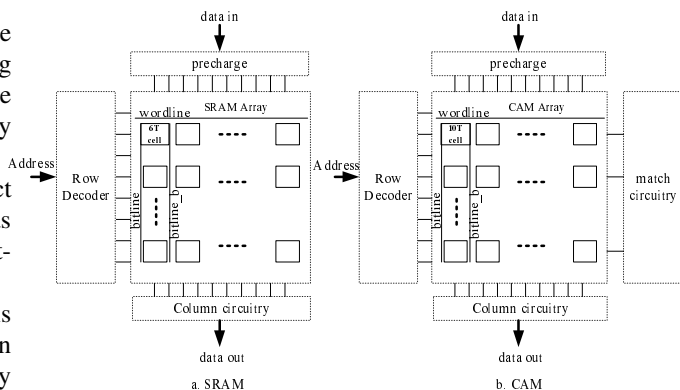 e
g
e
y
ct
s
t-
s
n
y
data in
precharge
Address
Row
Decoder
wordline
SRAM Array
6T
cell
bitline
bitline_b
Column circuitry
data out
a. SRAM
data in
precharge
Address
Row
Decoder
wordline
CAM Array
10T
cell
bitline
bitline_b
match
circuitry
Column circuitry
data out
b. CAM